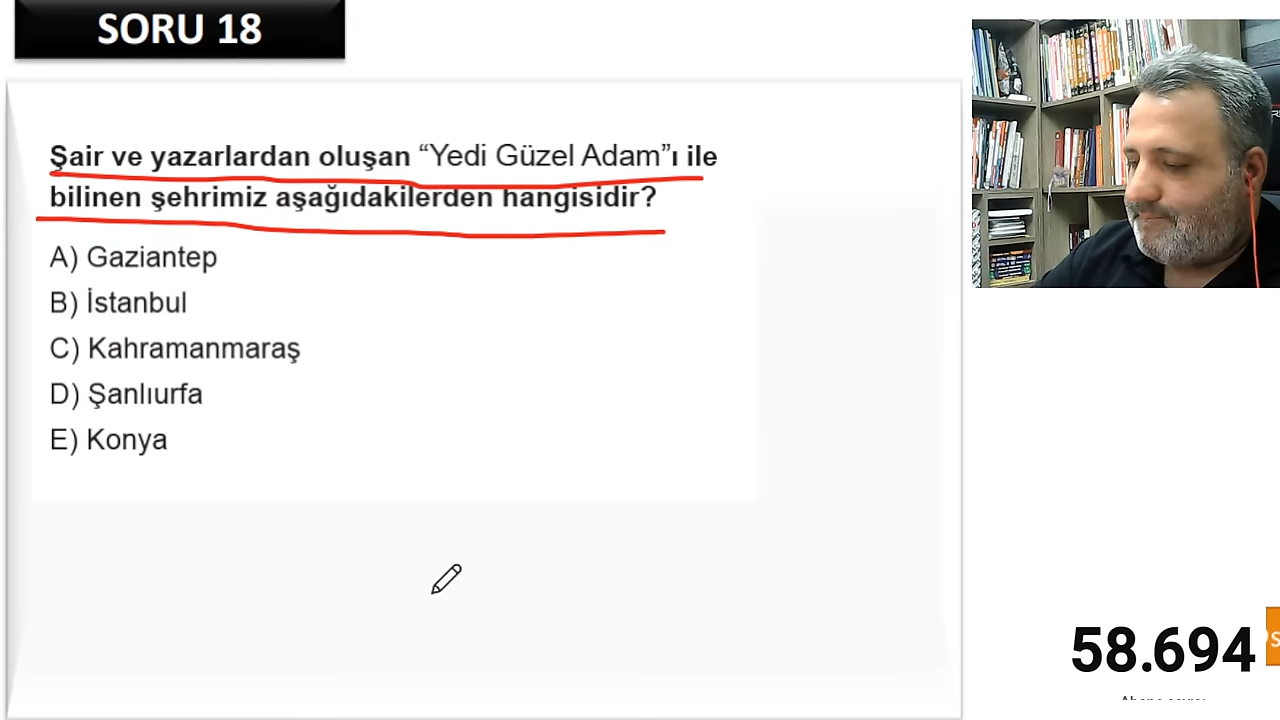 SORU 18
Şair ve yazarlardan oluşan “Yedi Güzel Adam”ı ile
bilinen şehrimiz aşağıdakilerden hangisidir?
A) Gaziantep
B) İstanbul
C) Kahramanmaraş
D) Şanlıurfa
E) Konya
58.694